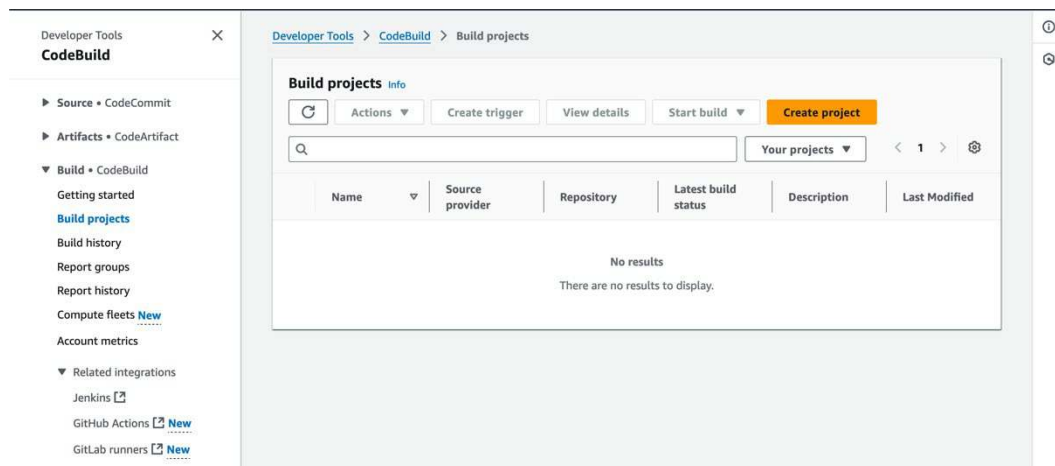 Developer Tools
CodeBuild
Source • CodeCommit
Artifacts • CodeArtifact
Build • CodeBuild
Getting started
Build projects
Build history
Report groups
Report history
Compute fleets New
Account metrics
Related integrations
Jenkins
GitHub Actions New
GitLab runners New
Developer Tools > CodeBuild > Build projects
Build projects Info
Actions Create trigger View details Start build Create project
Your projects 1
Name Source provider Repository Latest build status Description Last Modified
No results
There are no results to display.